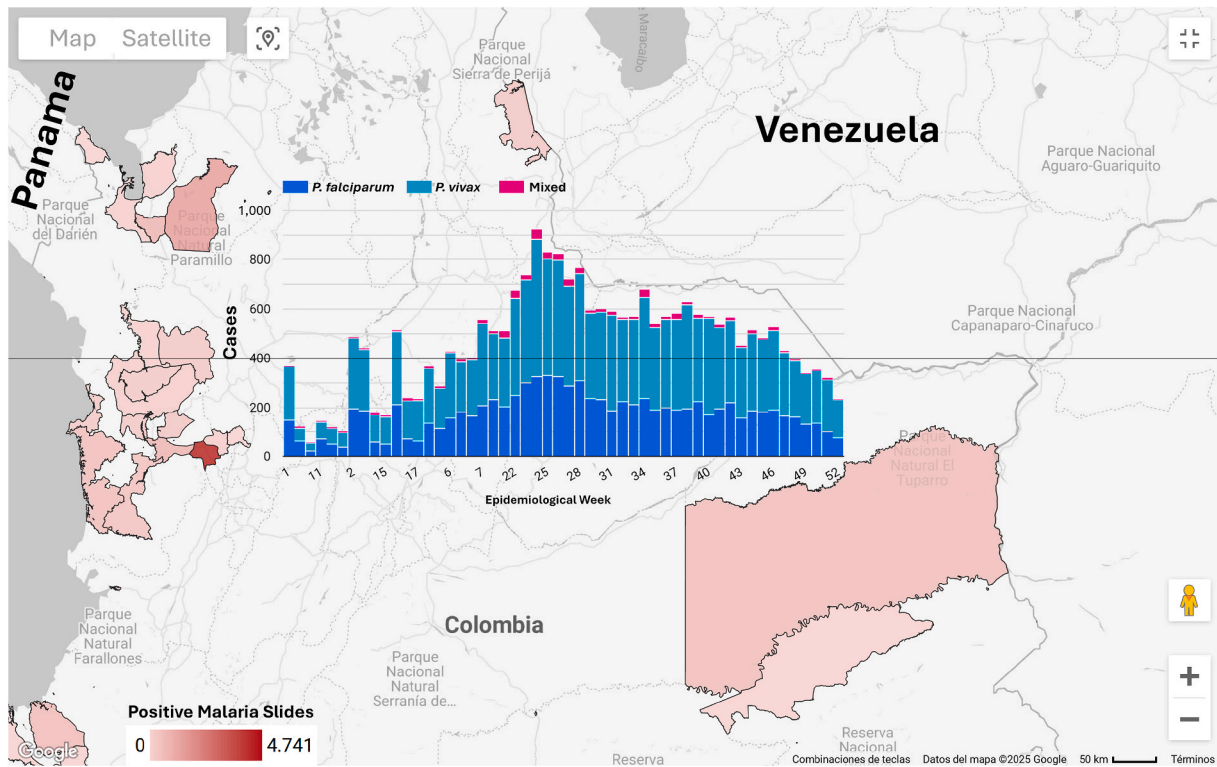 Map
Satellite
Panama
Parque
Nacional
del Darién
Parque
Nacional
Natural
Paramillo
Parque
Nacional
Sierra de Perijá
Maracaibo
Venezuela
Parque Nacional
Aguaro-Guariquito
P. falciparum
P. vivax
Mixed
Cases
1,000
800
600
400
200
0
1
11
2
15
17
6
7
22
25
28
31
34
37
40
43
46
49
52
Epidemiological Week
Parque Nacional
Capanaparo-Cinaruco
Parque
Nacional
Natural El
Tuparro
Parque
Nacional
Natural
Farallones
Colombia
Parque
Nacional
Natural
Serranía de...
Positive Malaria Slides
0
4.741
Google
Reserva
Reserva
Nacional
Combinaciones de teclas
Datos del mapa ©2025 Google
50 km
Términos